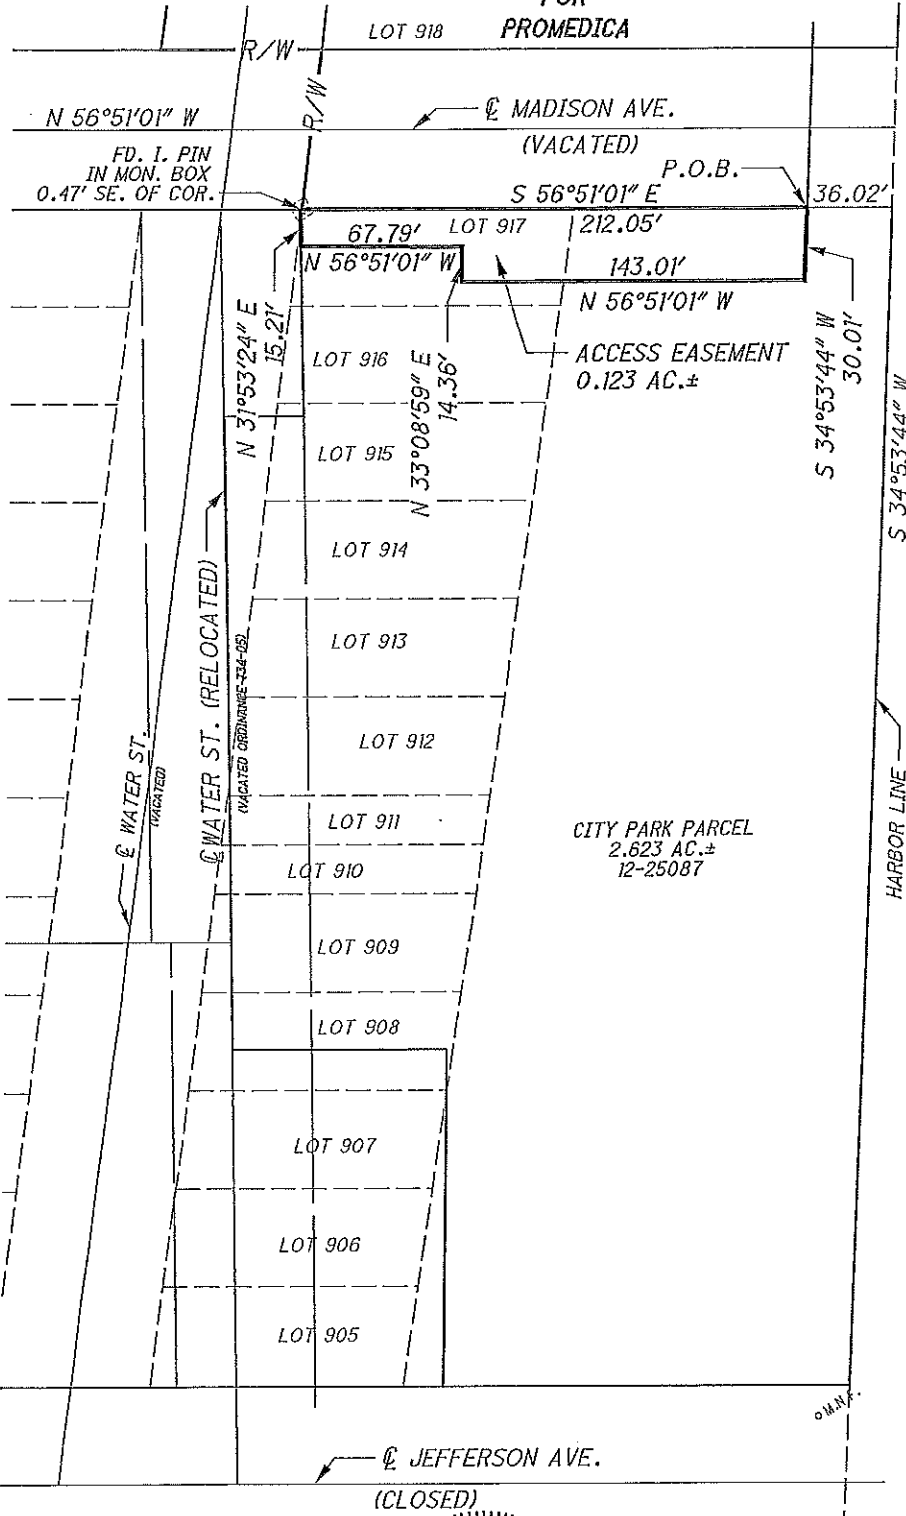 FOR
LOT 918
PROMEDICA
R/W
R/W
N 56°51'01" W
℄ MADISON AVE.
(VACATED)
FD. I. PIN
IN MON. BOX
0.47' SE. OF COR.
P.O.B.
S 56°51'01" E
36.02'
67.79'
LOT 917
212.05'
N 56°51'01" W
143.01'
N 56°51'01" W
N 31°53'24" E
15.21'
LOT 916
N 33°08'59" E
14.36'
ACCESS EASEMENT
0.123 AC.±
S 34°53'44" W
30.01'
S 34°53'44" W
LOT 915
LOT 914
LOT 913
℄ WATER ST. (RELOCATED)
(VACATED ORDINANCE-734-05)
LOT 912
℄ WATER ST.
(VACATED)
LOT 911
CITY PARK PARCEL
2.623 AC.±
12-25087
HARBOR LINE
LOT 910
LOT 909
LOT 908
LOT 907
LOT 906
LOT 905
M.N.F.
℄ JEFFERSON AVE.
(CLOSED)